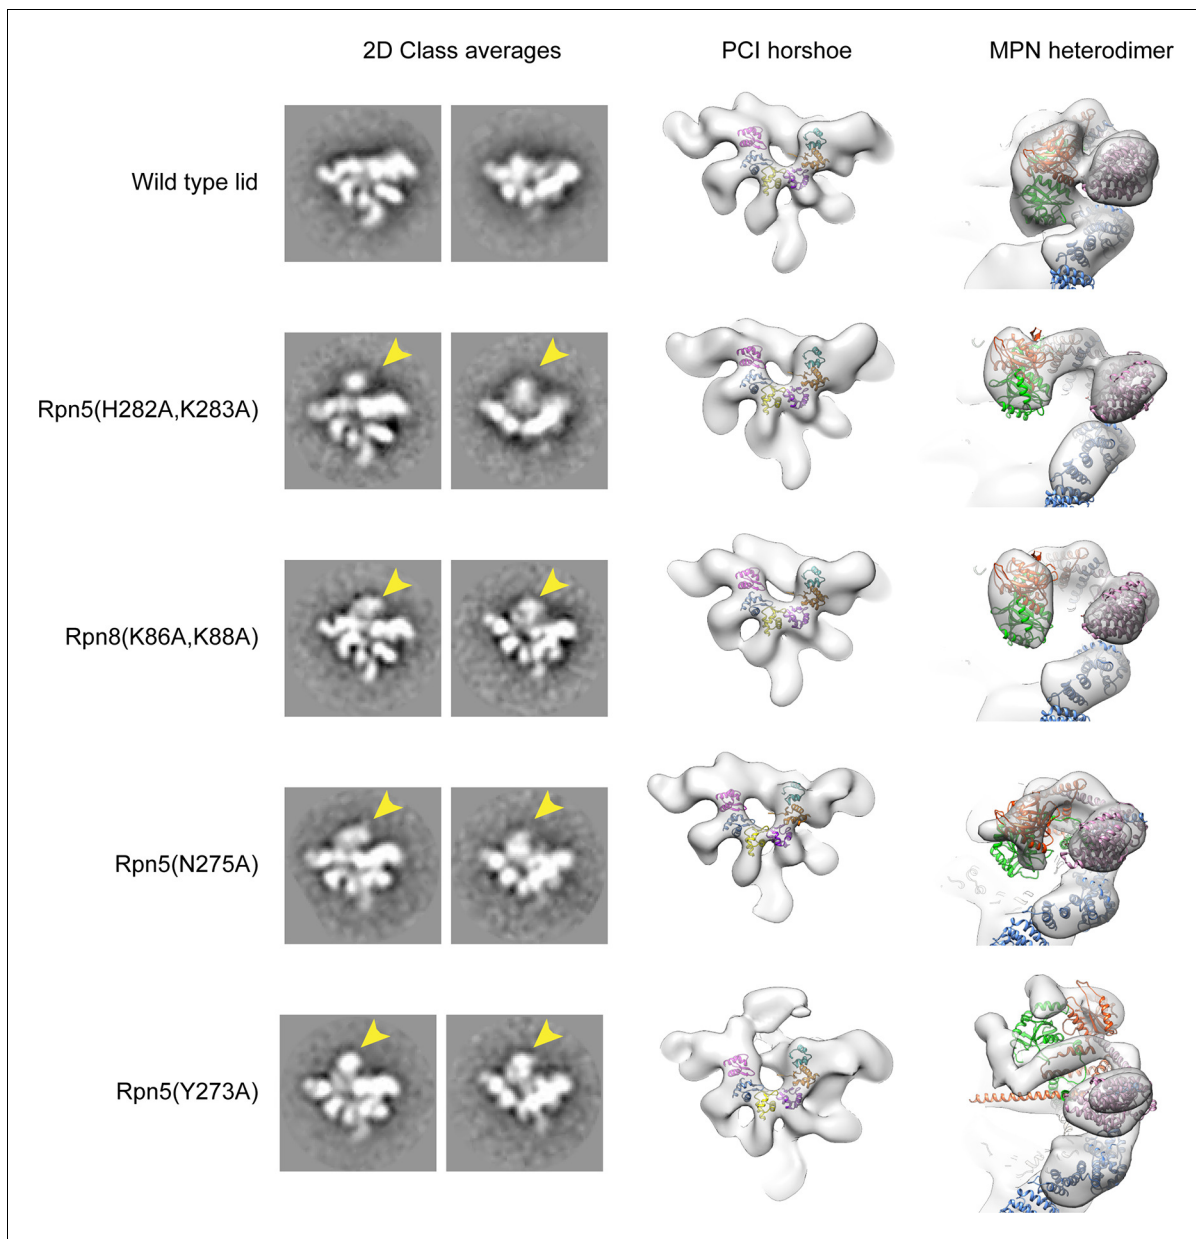 2D Class averages
PCI horshoe
MPN heterodimer
Wild type lid
Rpn5(H282A,K283A)
Rpn8(K86A,K88A)
Rpn5(N275A)
Rpn5(Y273A)